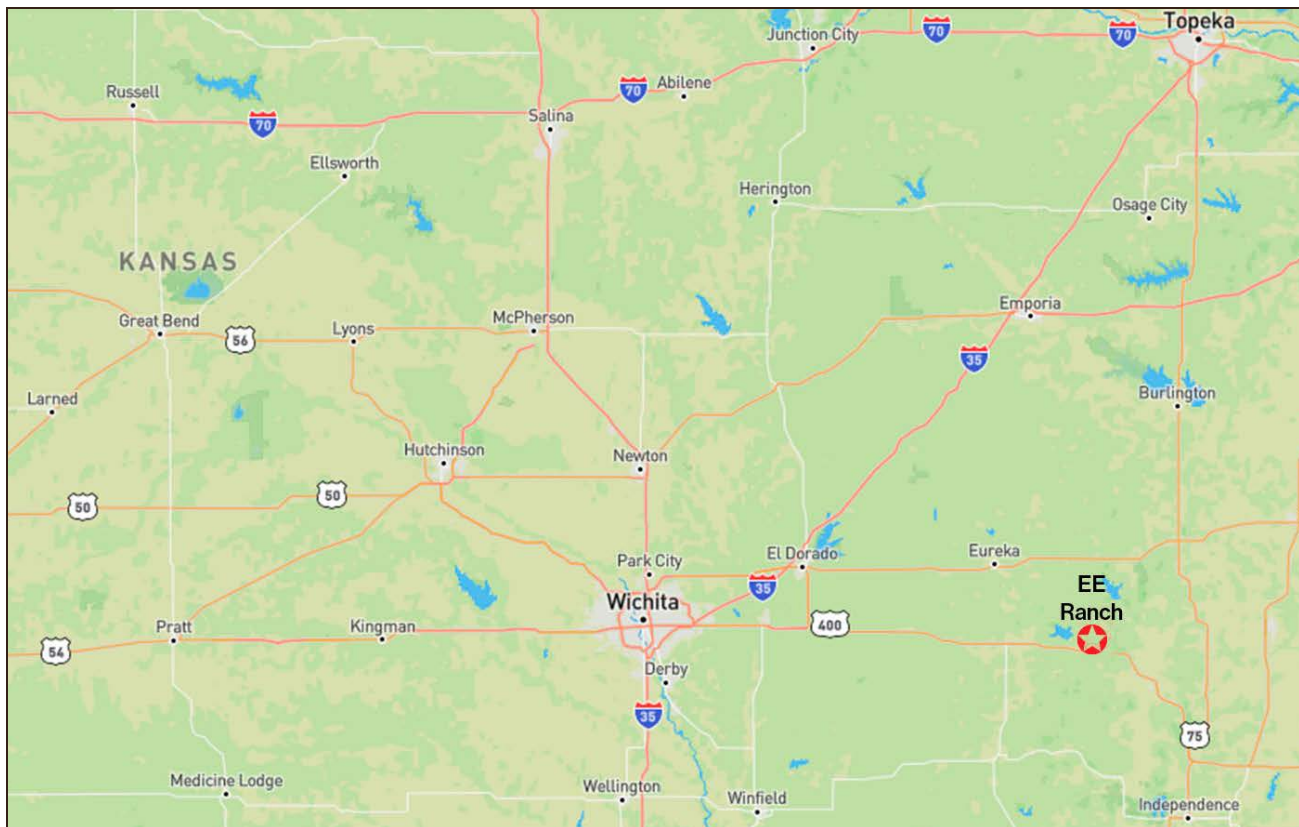 Topeka
Junction City
70
70
Abilene
70
Russell
Salina
70
Ellsworth
Herington
Osage City
KANSAS
Emporia
Great Bend
Lyons
McPherson
56
35
Larned
Burlington
Hutchinson
Newton
50
50
Park City
El Dorado
Eureka
35
EE
Ranch
Wichita
Pratt
Kingman
400
54
Derby
35
75
Medicine Lodge
Wellington
Winfield
Independence